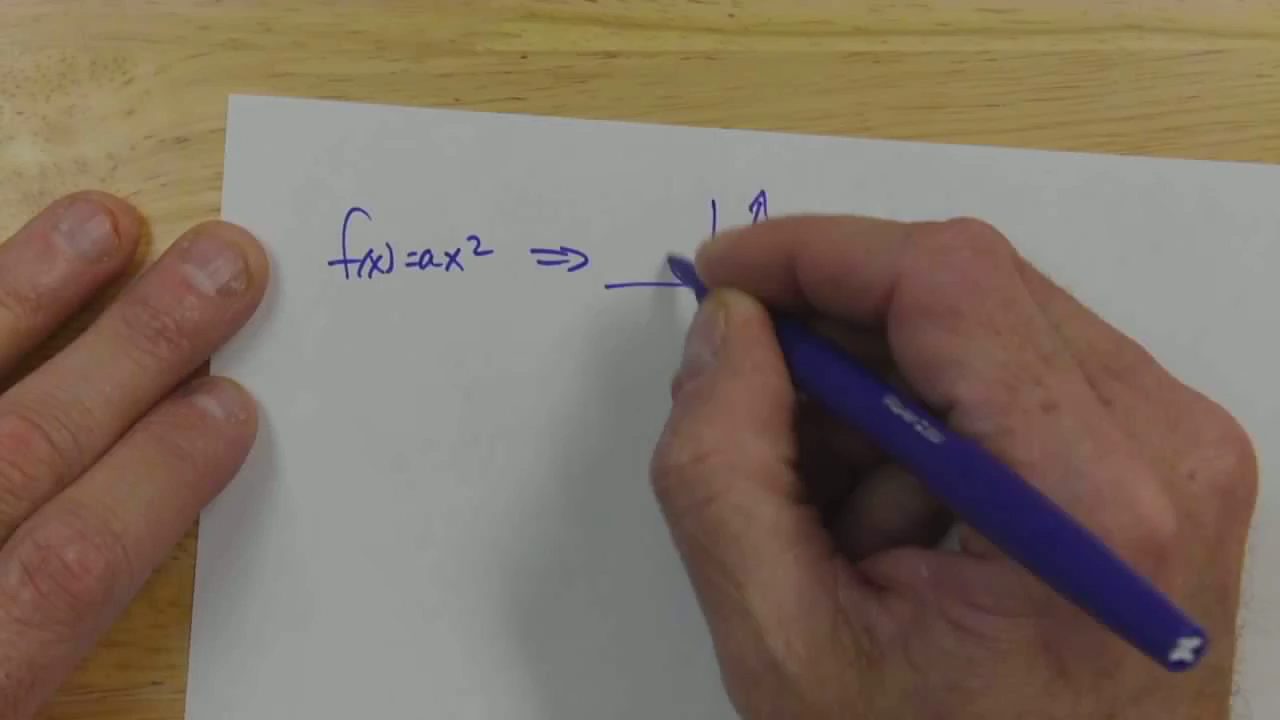 f(x)=ax² ⇒